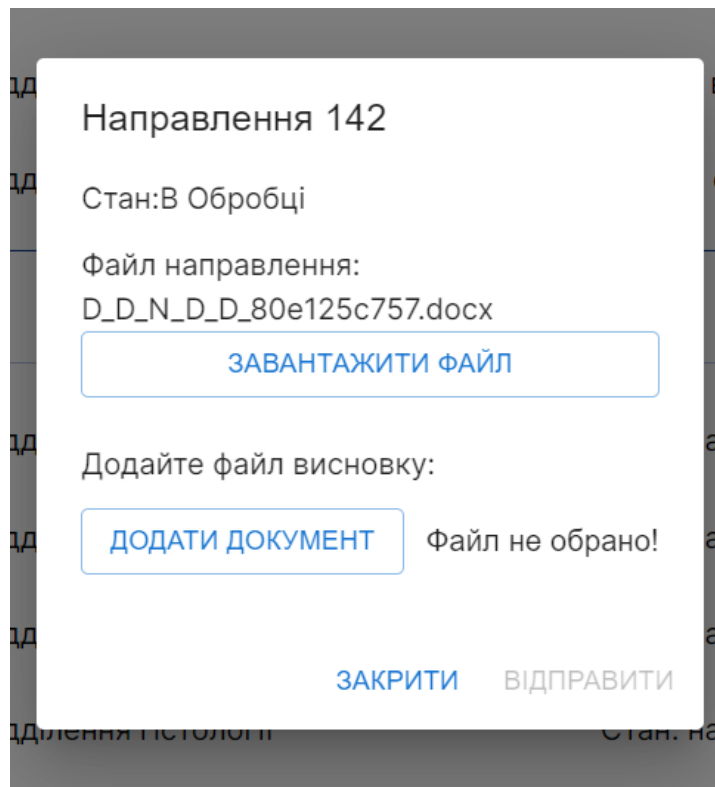 Направлення 142
Стан:В Обробці
Файл направлення:
D_D_N_D_D_80e125c757.docx
ЗАВАНТАЖИТИ ФАЙЛ
Додайте файл висновку:
ДОДАТИ ДОКУМЕНТ Файл не обрано!
ЗАКРИТИ ВІДПРАВИТИ
Стан: